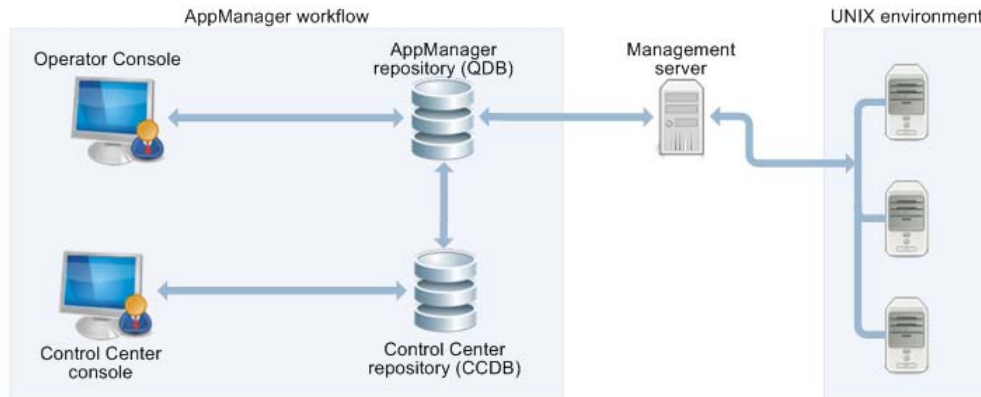 AppManager workflow
UNIX environment
Operator Console
AppManager
repository (QDB)
Management
server
Control Center
console
Control Center
repository (CCDB)